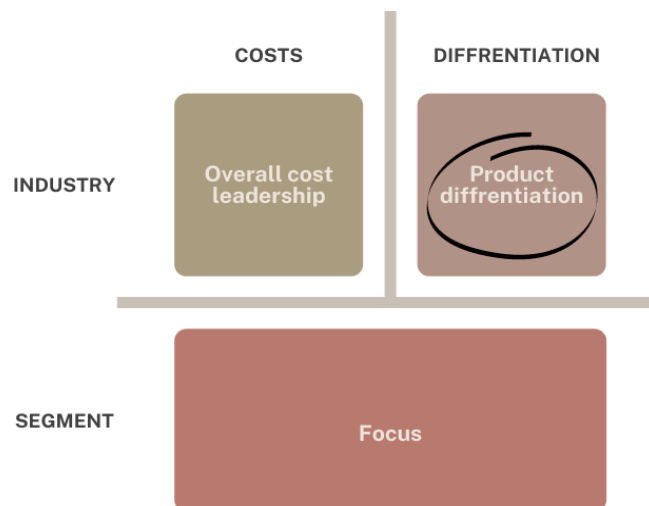 COSTS
DIFFRENTIATION
INDUSTRY
Overall cost
leadership
Product
diffrentiation
SEGMENT
Focus